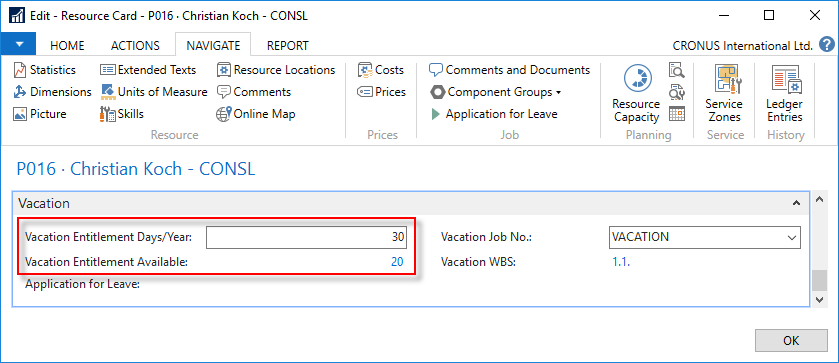 Edit - Resource Card - P016 · Christian Koch - CONSL
HOME ACTIONS NAVIGATE REPORT CRONUS International Ltd.
Statistics Extended Texts Resource Locations Costs Comments and Documents
Dimensions Units of Measure Comments Prices Component Groups
Picture Skills Online Map Application for Leave
Resource Capacity
Service Zones
Ledger Entries
Resource Prices Job Planning Service History
P016 · Christian Koch - CONSL
Vacation
Vacation Entitlement Days/Year: 30 Vacation Job No.: VACATION
Vacation Entitlement Available: 20 Vacation WBS: 1.1.
Application for Leave:
OK